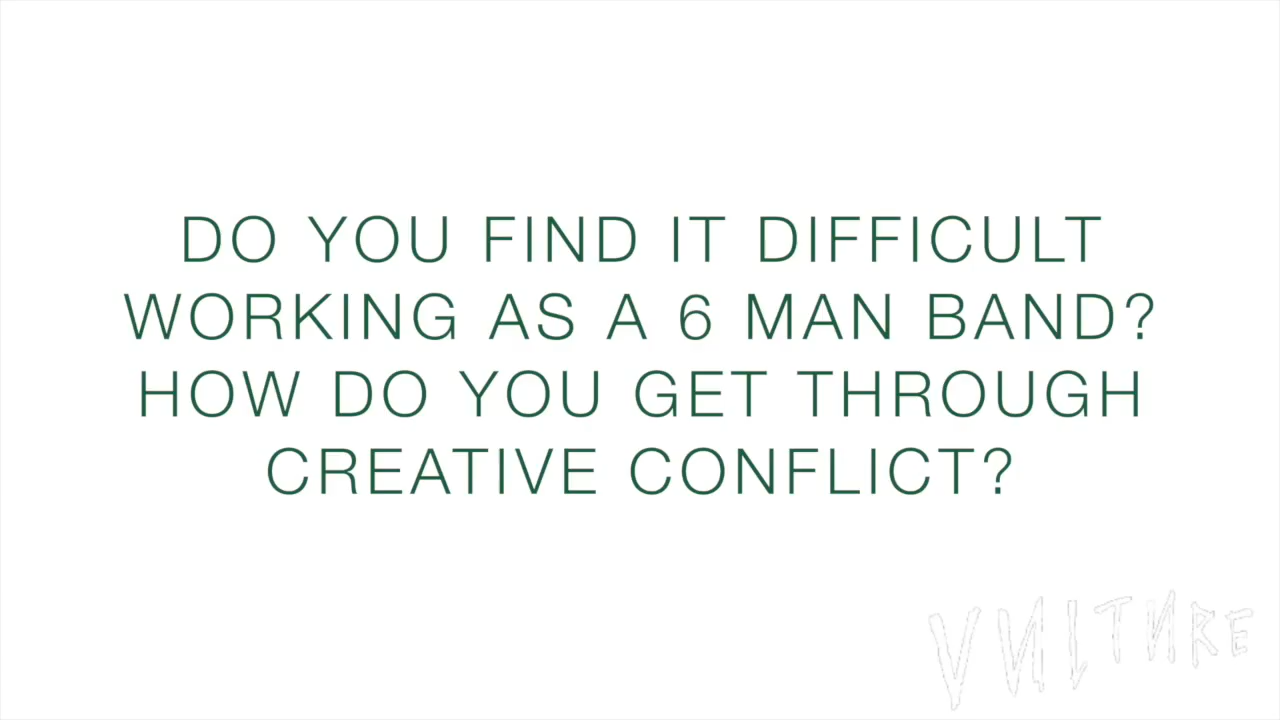 DO YOU FIND IT DIFFICULT
WORKING AS A 6 MAN BAND?
HOW DO YOU GET THROUGH
CREATIVE CONFLICT?
VULTURE